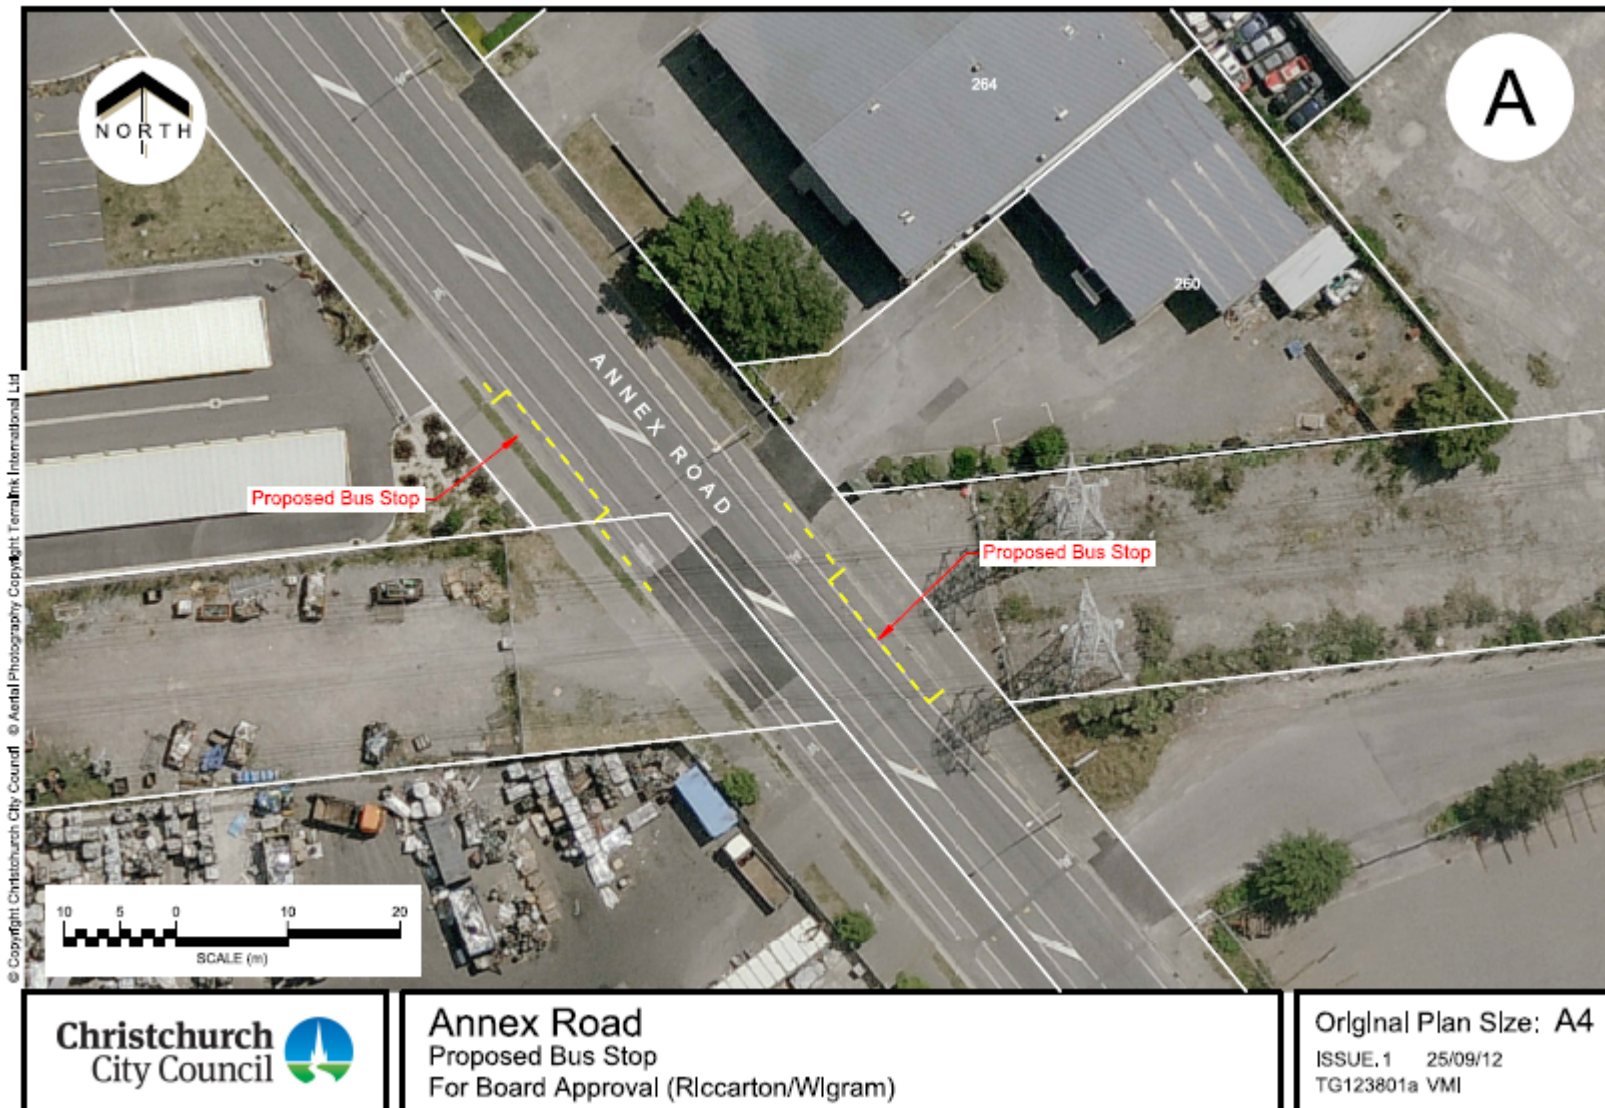 NORTH
A
264
260
ANNEX ROAD
Proposed Bus Stop
Proposed Bus Stop
10 5 0 10 20
SCALE (m)
© Copyright Christchurch City Council © Aerial Photography Copyright Terralink International Ltd
Christchurch
City Council
Annex Road
Proposed Bus Stop
For Board Approval (Riccarton/Wigram)
Original Plan Size: A4
ISSUE.1 25/09/12
TG123801a VMI